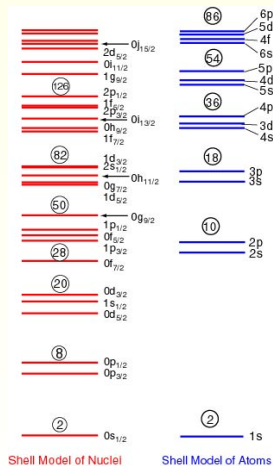 0j15/2
2d5/2
0i11/2
1g9/2
126
2p1/2
1f5/2
2p3/2
0i13/2
0h9/2
1f7/2
82
1d3/2
2s1/2
0h11/2
0g7/2
1d5/2
50
0g9/2
1p1/2
0f5/2
1p3/2
28
0f7/2
20
0d3/2
1s1/2
0d5/2
8
0p1/2
0p3/2
2
0s1/2
Shell Model of Nuclei
86
6p
5d
4f
6s
54
5p
4d
5s
36
4p
3d
4s
18
3p
3s
10
2p
2s
2
1s
Shell Model of Atoms